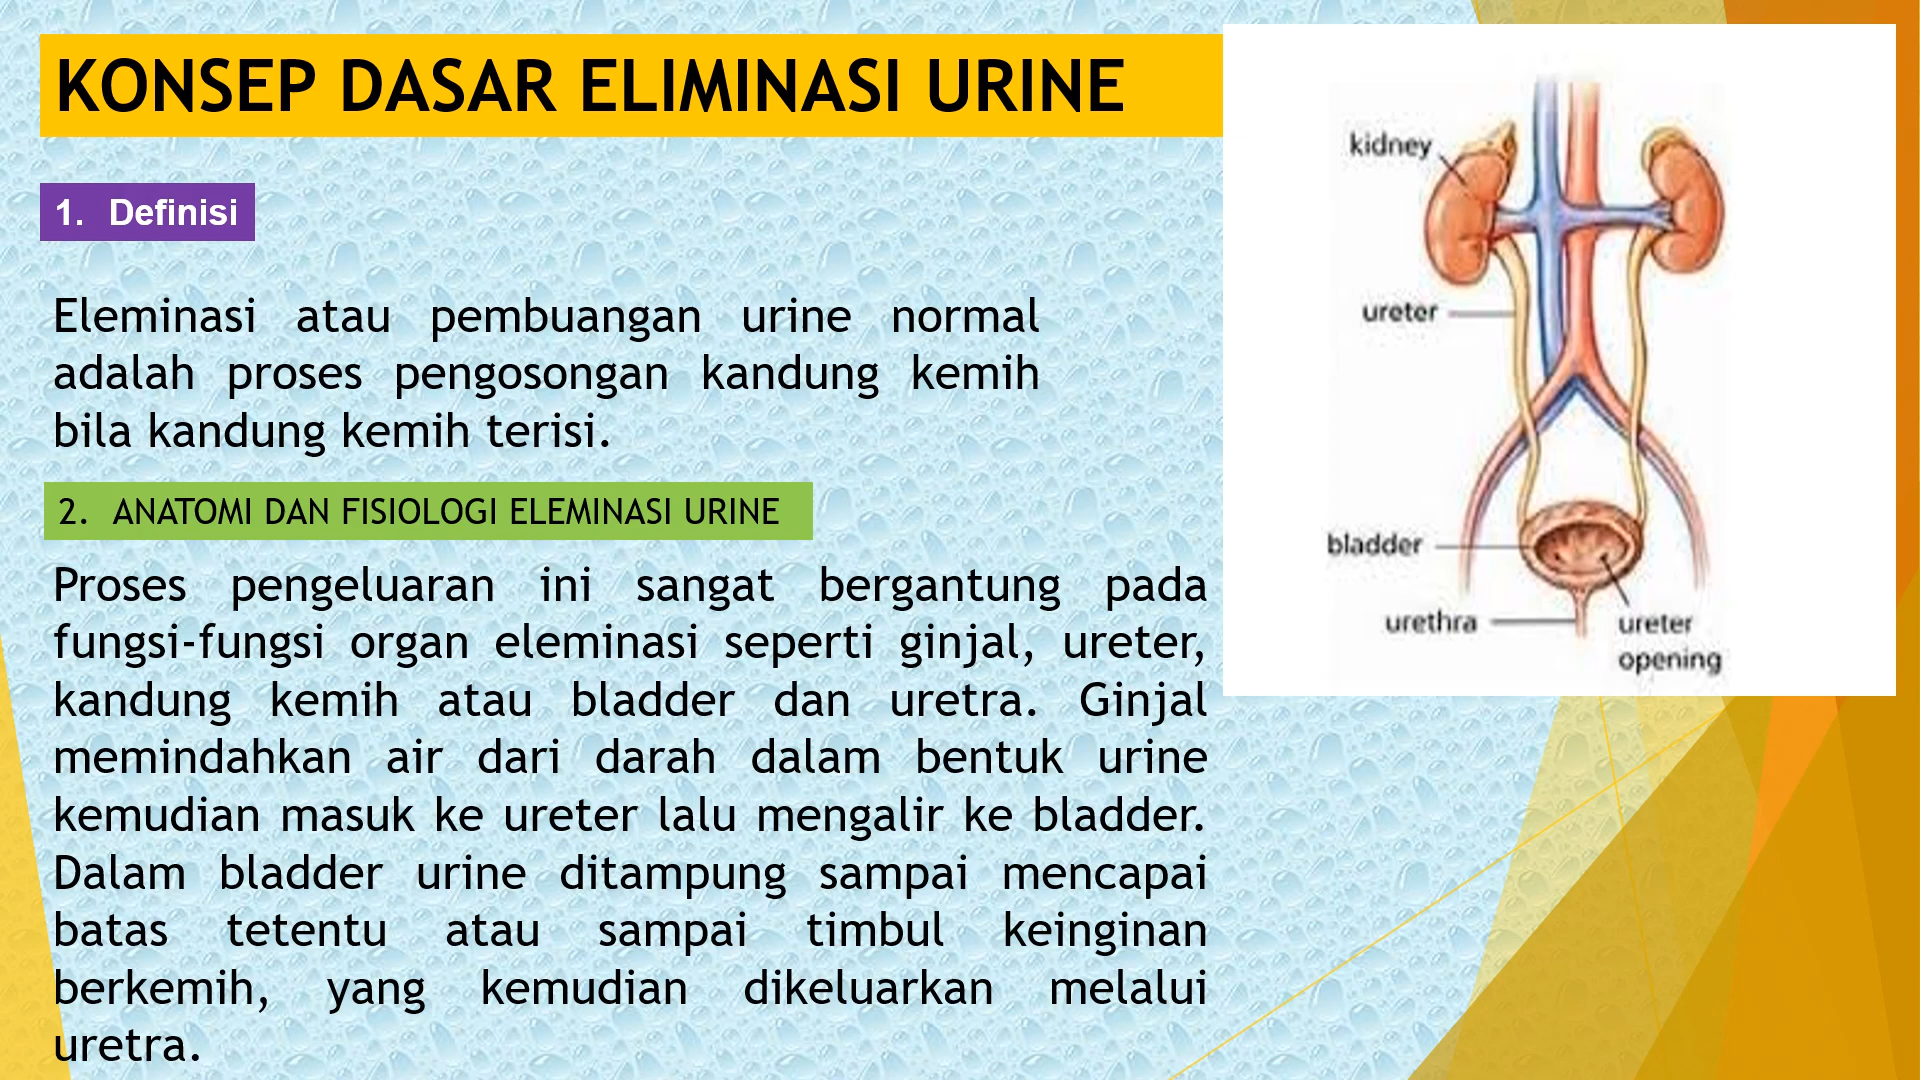 KONSEP DASAR ELIMINASI URINE
1. Definisi
Eleminasi atau pembuangan urine normal
adalah proses pengosongan kandung kemih
bila kandung kemih terisi.
2. ANATOMI DAN FISIOLOGI ELEMINASI URINE
Proses pengeluaran ini sangat bergantung pada
fungsi-fungsi organ eleminasi seperti ginjal, ureter,
kandung kemih atau bladder dan uretra. Ginjal
memindahkan air dari darah dalam bentuk urine
kemudian masuk ke ureter lalu mengalir ke bladder.
Dalam bladder urine ditampung sampai mencapai
batas tetentu atau sampai timbul keinginan
berkemih, yang kemudian dikeluarkan melalui
uretra.
kidney
ureter
bladder
urethra
ureter
opening